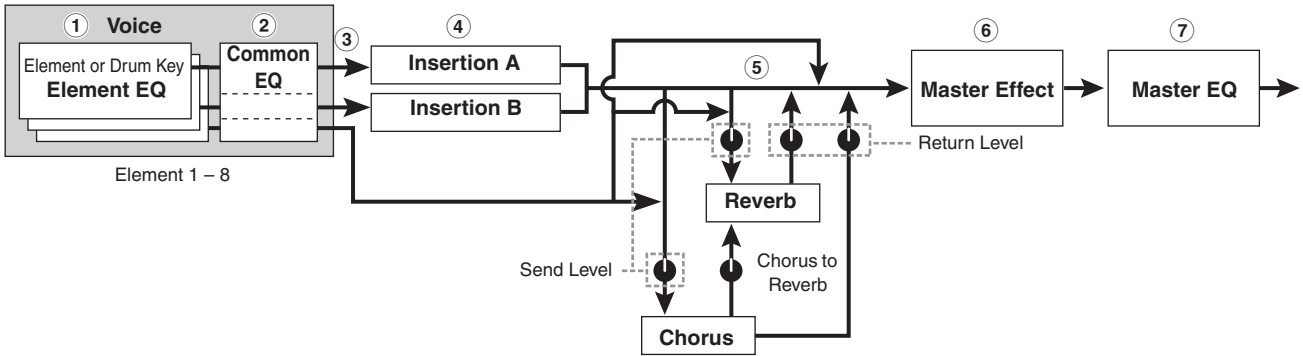 ① Voice
Element or Drum Key
Element EQ
② Common
EQ
③
④
Insertion A
Insertion B
Element 1 – 8
⑤
⑥
Master Effect
⑦
Master EQ
Return Level
Reverb
Send Level
Chorus to
Reverb
Chorus